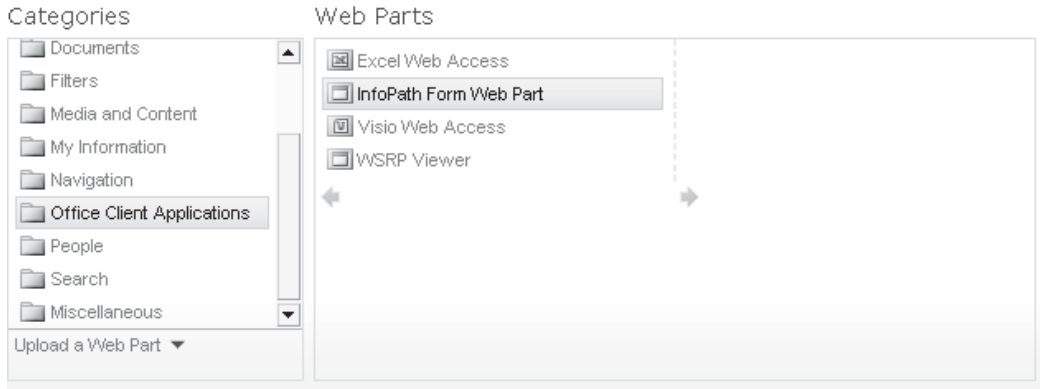 Categories
Documents
Filters
Media and Content
My Information
Navigation
Office Client Applications
People
Search
Miscellaneous
Upload a Web Part
Web Parts
Excel Web Access
InfoPath Form Web Part
Visio Web Access
WSRP Viewer